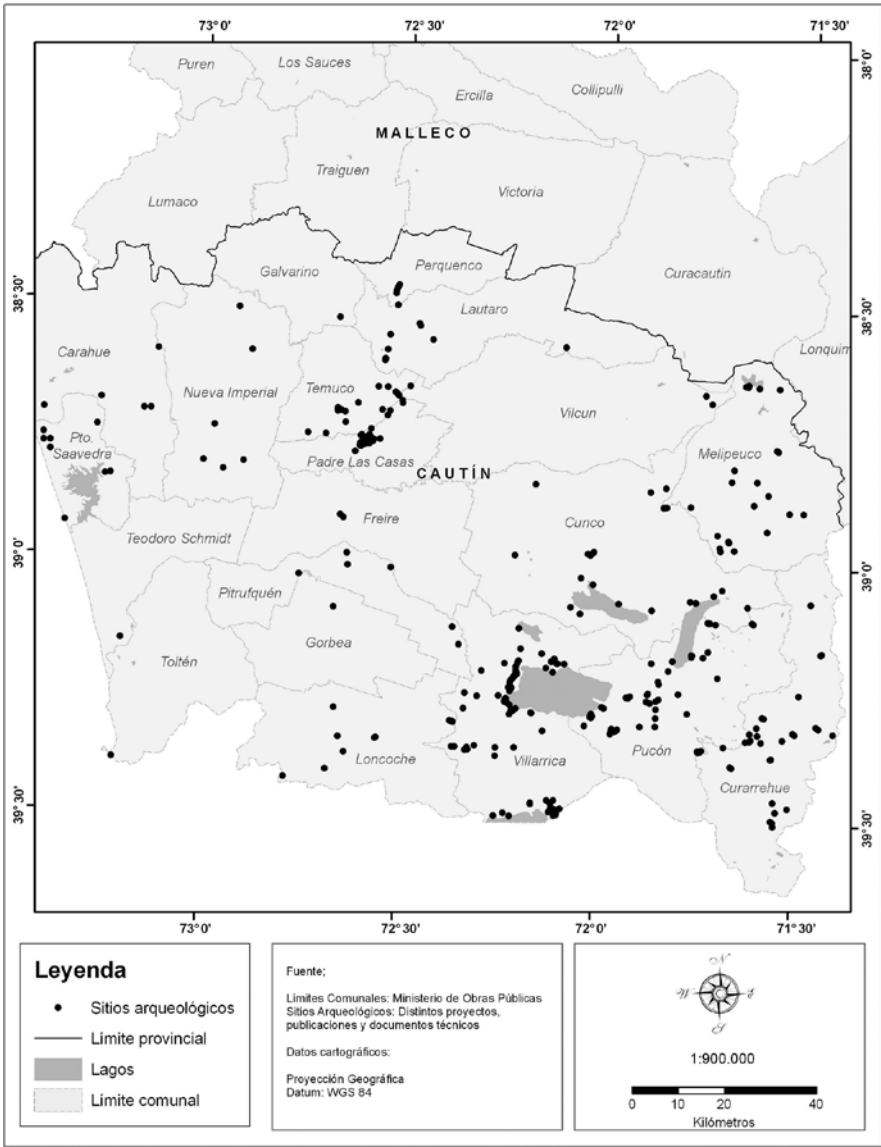 73° 0'
72° 30'
72° 0'
71° 30'
38° 0'
38° 0'
Puren
Los Sauces
Ercilla
Collipulli
MALLECO
Traiguen
Victoria
Lumaco
Galvarino
Perquenco
Curacautín
38° 30'
38° 30'
Lautaro
Carahue
Lonquim
Nueva Imperial
Temuco
Vilcun
Pto.
Saavedra
Padre Las Casas
CAUTÍN
Melipeuco
Freire
Cunco
Teodoro Schmidt
39° 0'
39° 0'
Pitrufquén
Gorbea
Toltén
Loncoche
Villarrica
Pucón
Curarrehue
39° 30'
39° 30'
73° 0'
72° 30'
72° 0'
71° 30'
Leyenda
Sitios arqueológicos
Límite provincial
Lagos
Límite comunal
Fuente;
Límites Comunales: Ministerio de Obras Públicas
Sitios Arqueológicos: Distintos proyectos,
publicaciones y documentos técnicos
Datos cartográficos:
Proyección Geográfica
Datum: WGS 84
N
1:900.000
0 10 20 40
Kilómetros